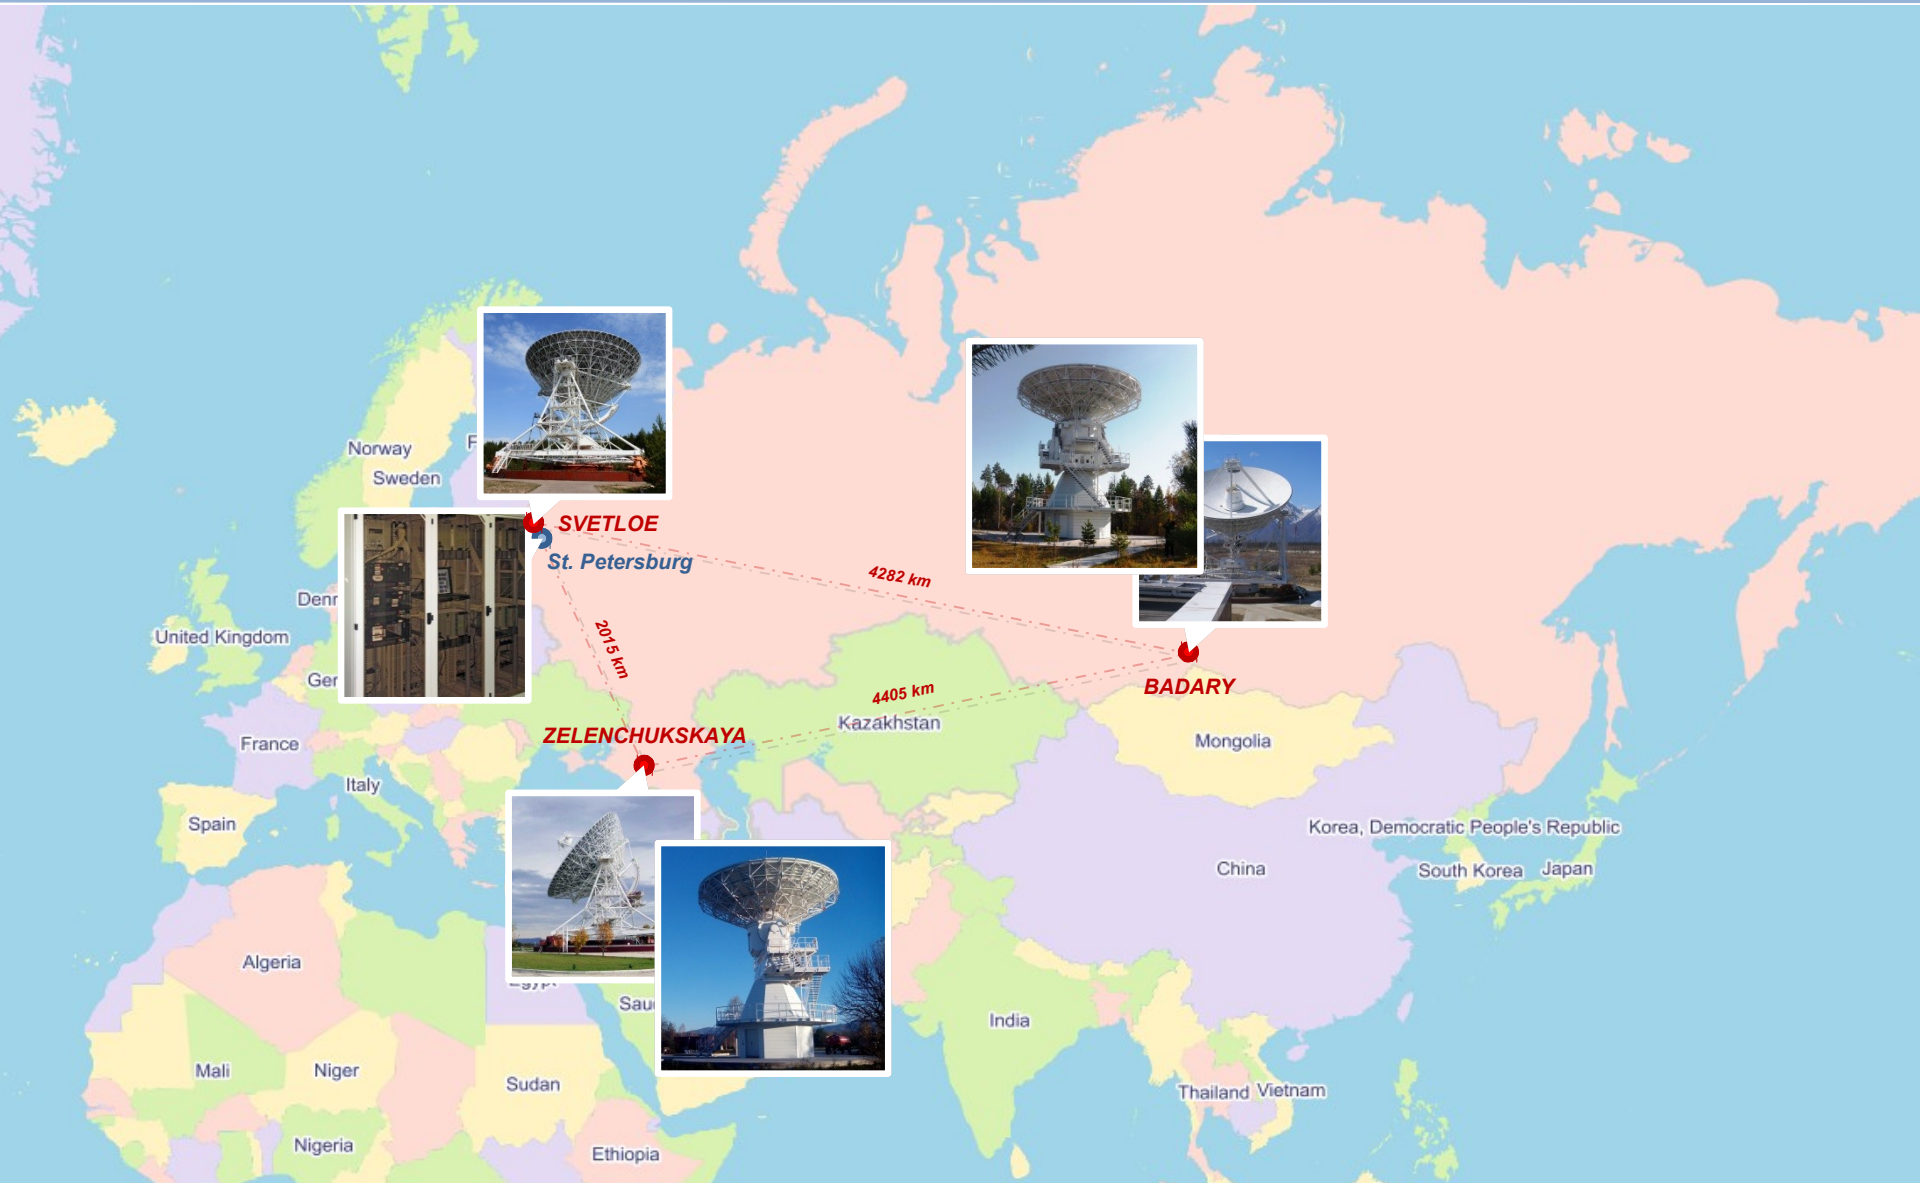 Norway
Sweden
SVETLOE
St. Petersburg
4282 km
2015 km
United Kingdom
4405 km
BADARY
Kazakhstan
ZELENCHUKSKAYA
France
Mongolia
Italy
Spain
Korea, Democratic People's Republic
China
South Korea
Japan
Algeria
Egypt
India
Mali
Niger
Sudan
Thailand
Vietnam
Nigeria
Ethiopia